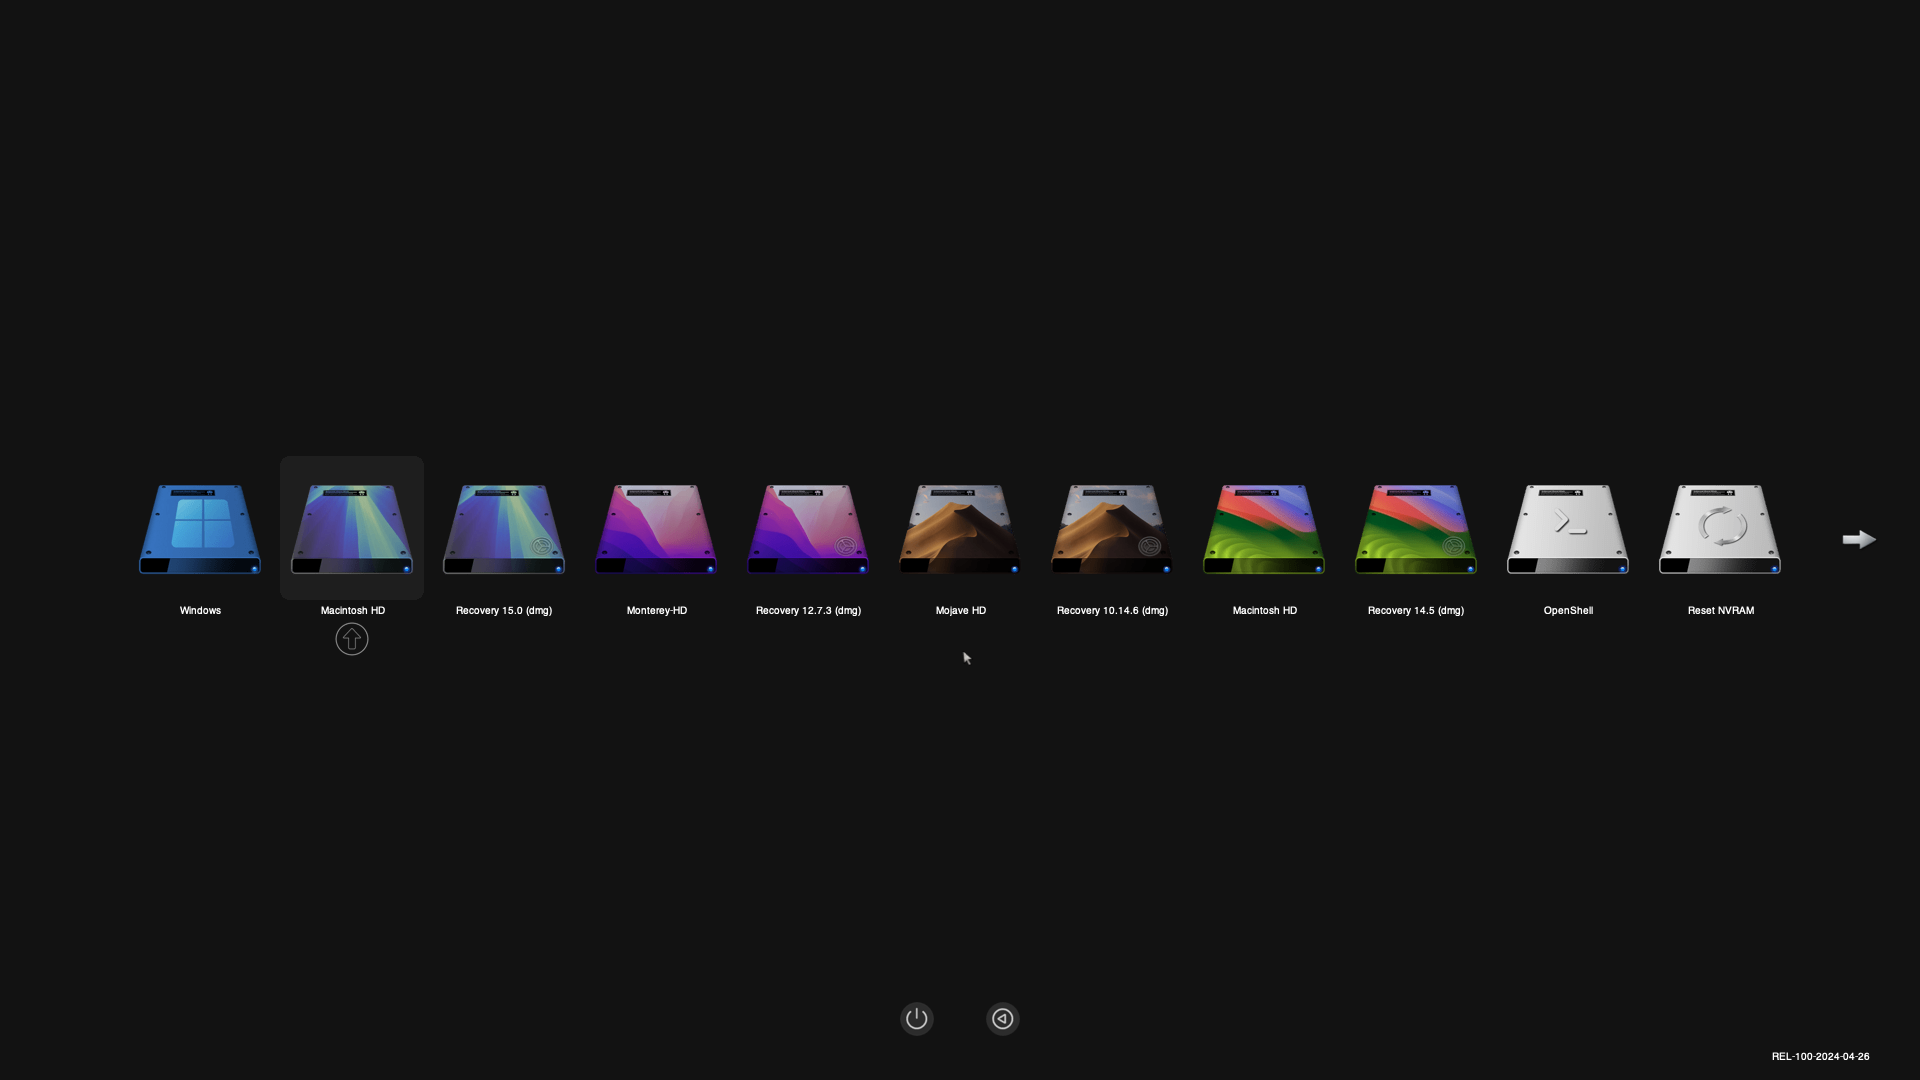 Windows
Macintosh HD
Recovery 15.0 (dmg)
Monterey-HD
Recovery 12.7.3 (dmg)
Mojave HD
Recovery 10.14.6 (dmg)
Macintosh HD
Recovery 14.5 (dmg)
OpenShell
Reset NVRAM
REL-100-2024-04-26